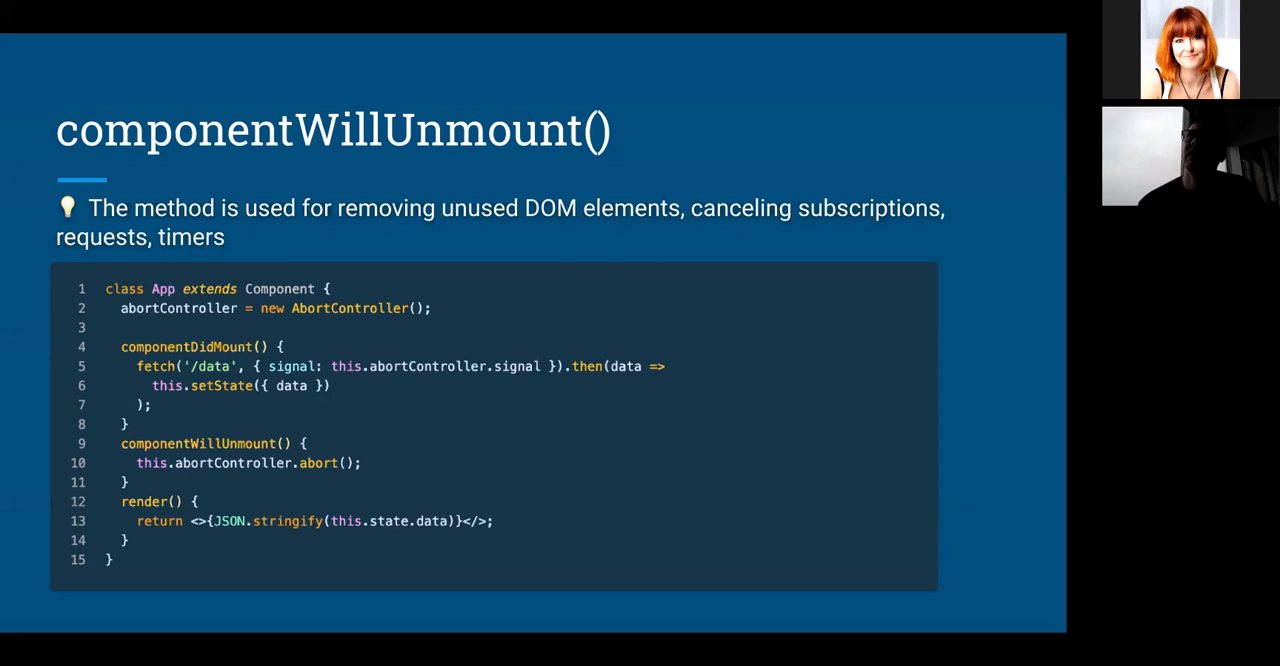 componentWillUnmount()
💡 The method is used for removing unused DOM elements, canceling subscriptions,
requests, timers
1 class App extends Component {
2 abortController = new AbortController();
3
4 componentDidMount() {
5 fetch('/data', { signal: this.abortController.signal }).then(data =>
6 this.setState({ data })
7 );
8 }
9 componentWillUnmount() {
10 this.abortController.abort();
11 }
12 render() {
13 return <>{JSON.stringify(this.state.data)}</>;
14 }
15 }